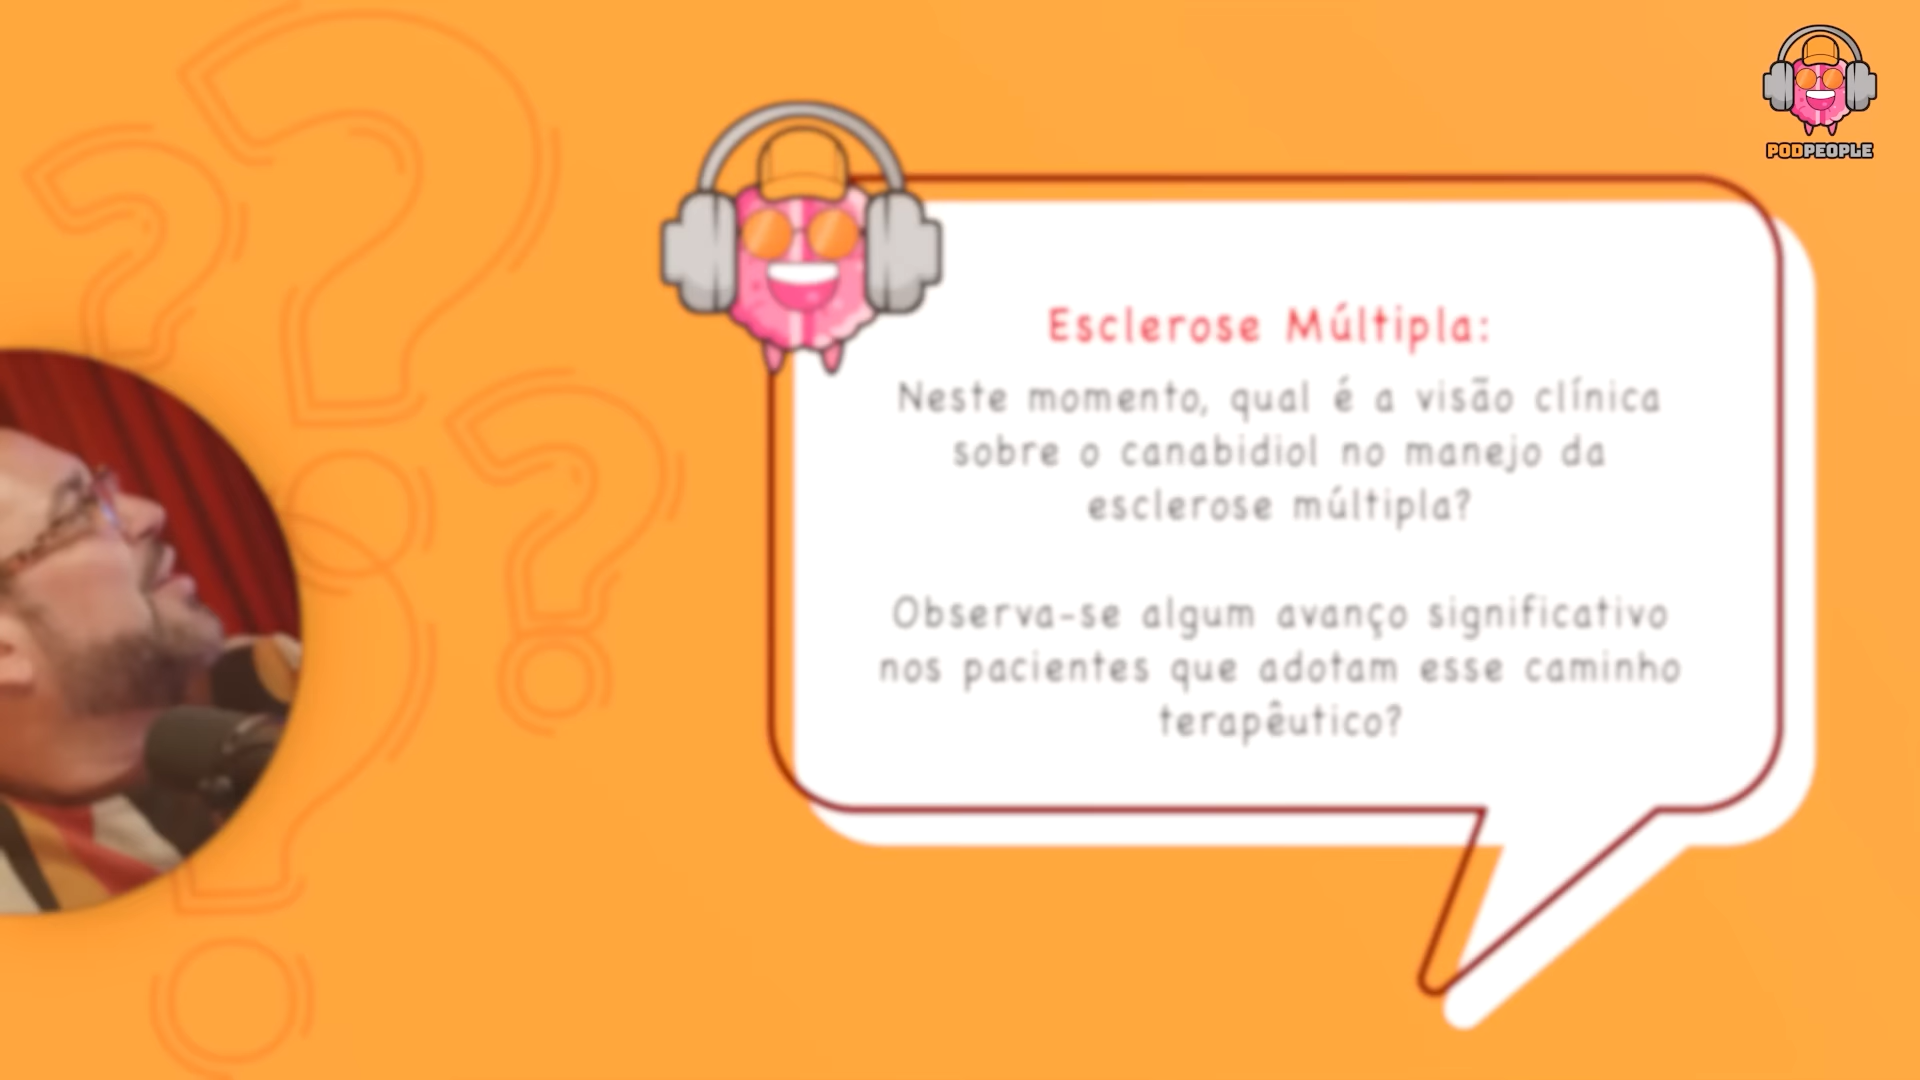 PODPEOPLE
Esclerose Múltipla:
Neste momento, qual é a visão clínica
sobre o canabidiol no manejo da
esclerose múltipla?
Observa-se algum avanço significativo
nos pacientes que adotam esse caminho
terapêutico?